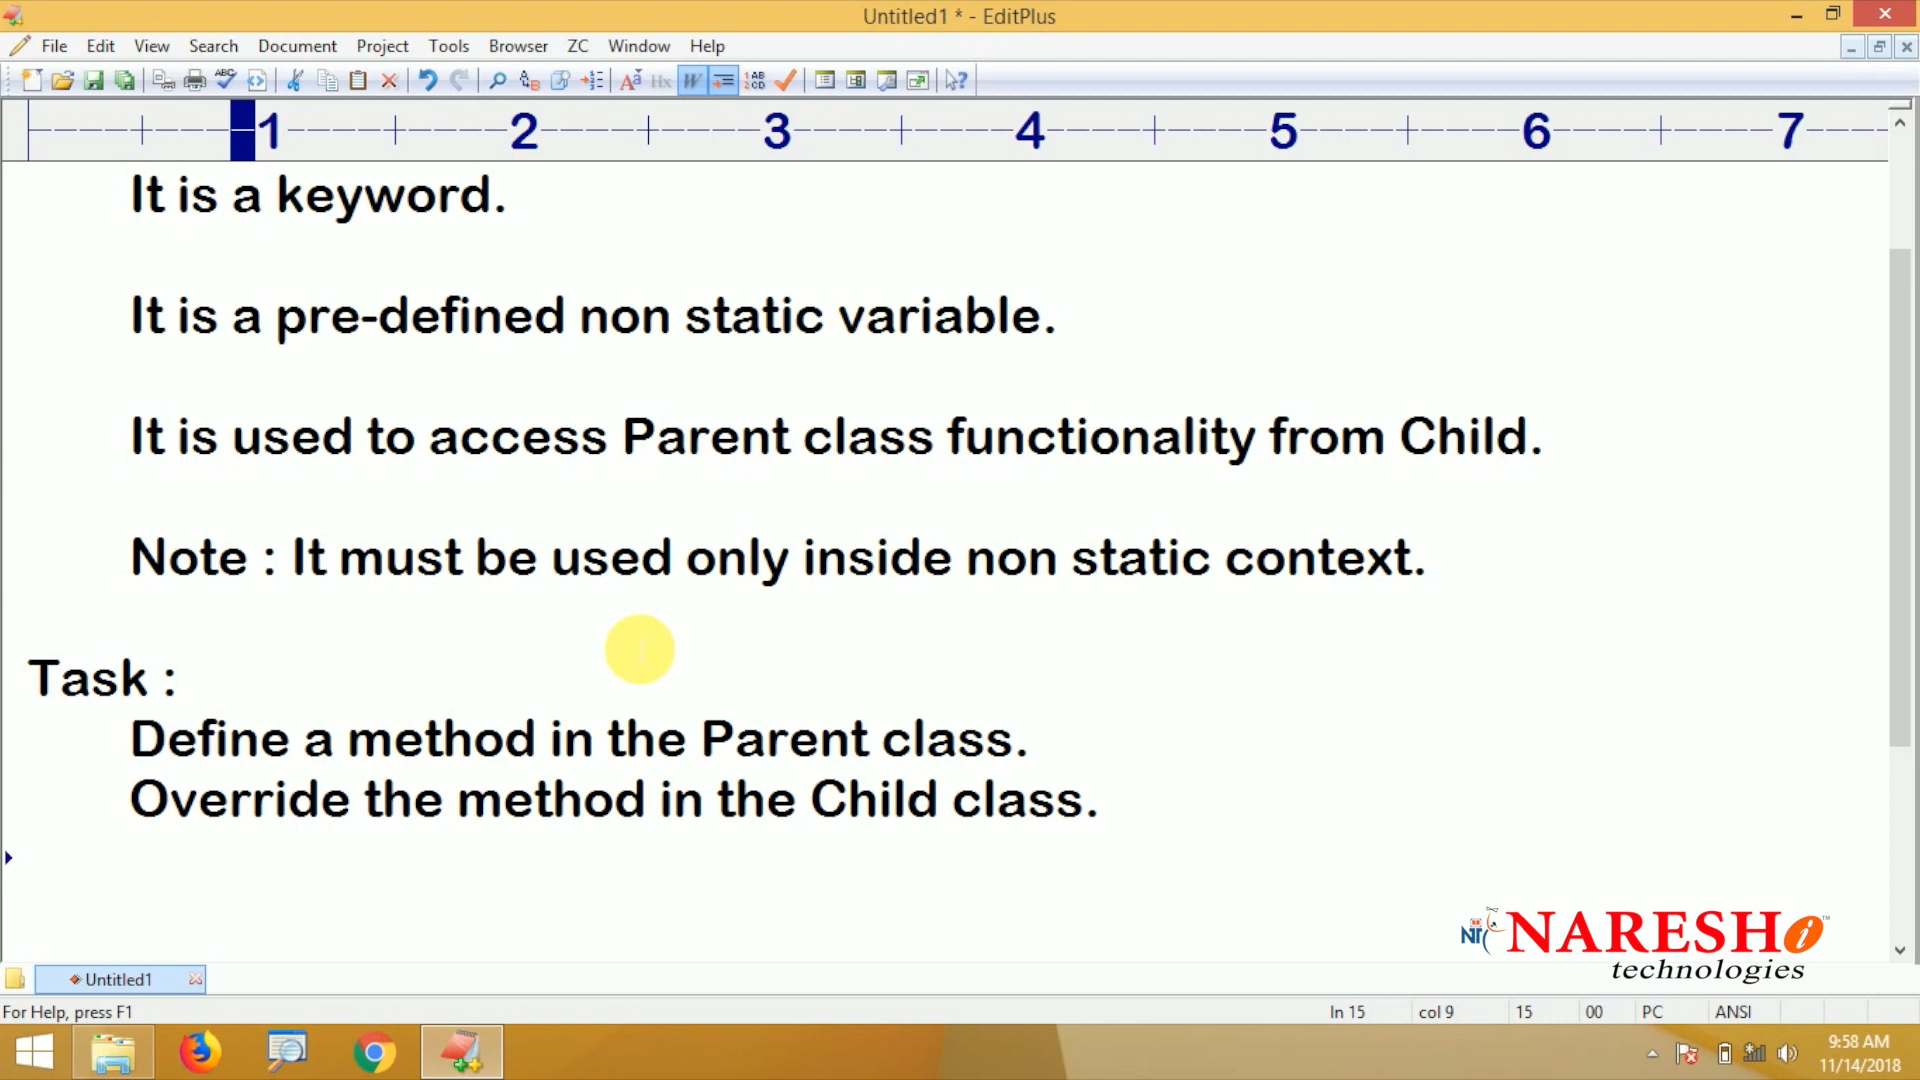 Untitled1 * - EditPlus
File Edit View Search Document Project Tools Browser ZC Window Help
1 2 3 4 5 6 7
It is a keyword.
It is a pre-defined non static variable.
It is used to access Parent class functionality from Child.
Note : It must be used only inside non static context.
Task :
Define a method in the Parent class.
Override the method in the Child class.
NARESHi
technologies
Untitled1
For Help, press F1
ln 15 col 9 15 00 PC ANSI
9:58 AM
11/14/2018